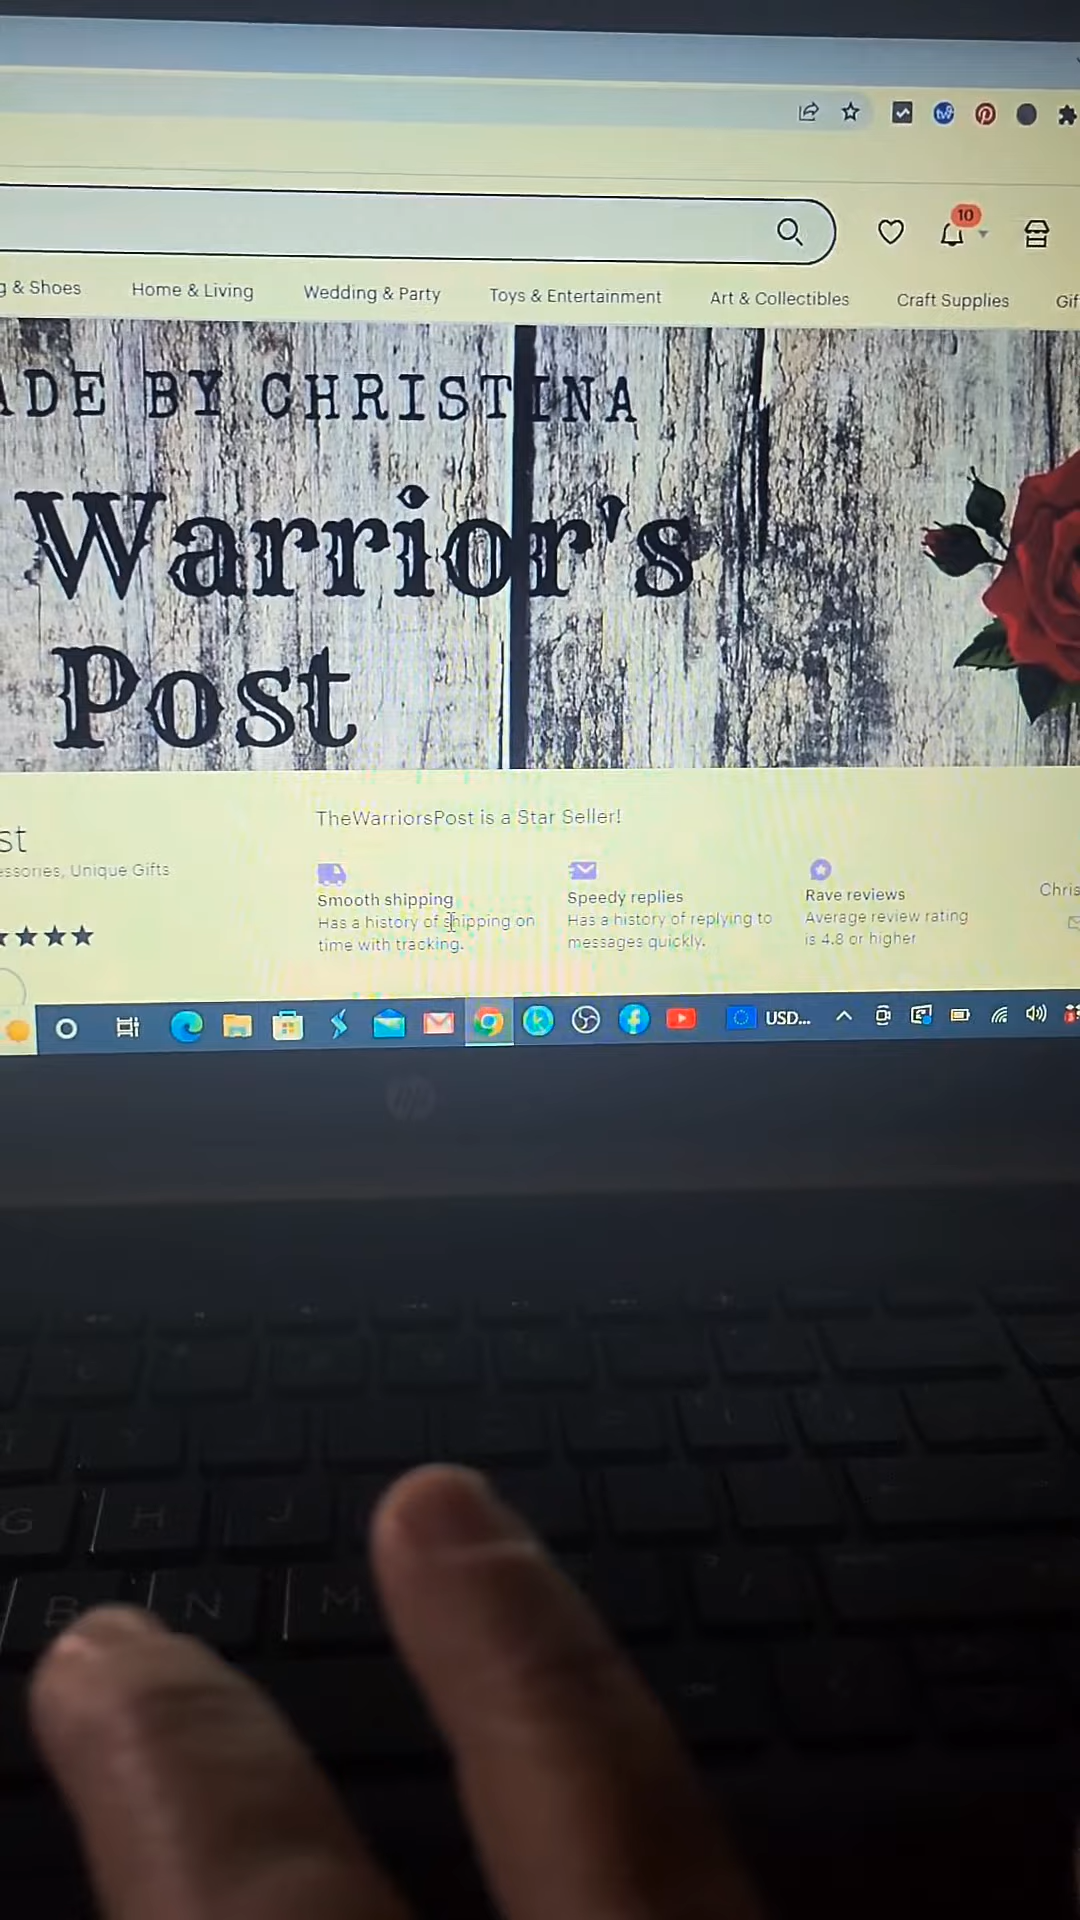 10
& Shoes Home & Living Wedding & Party Toys & Entertainment Art & Collectibles Craft Supplies Gif
ADE BY CHRISTINA
Warrior's
Post
TheWarriorsPost is a Star Seller!
st
essories, Unique Gifts
Smooth shipping
Has a history of shipping on
time with tracking.
Speedy replies
Has a history of replying to
messages quickly.
Rave reviews
Average review rating
is 4.8 or higher
Chris
USD...
hp
G H J
B N M